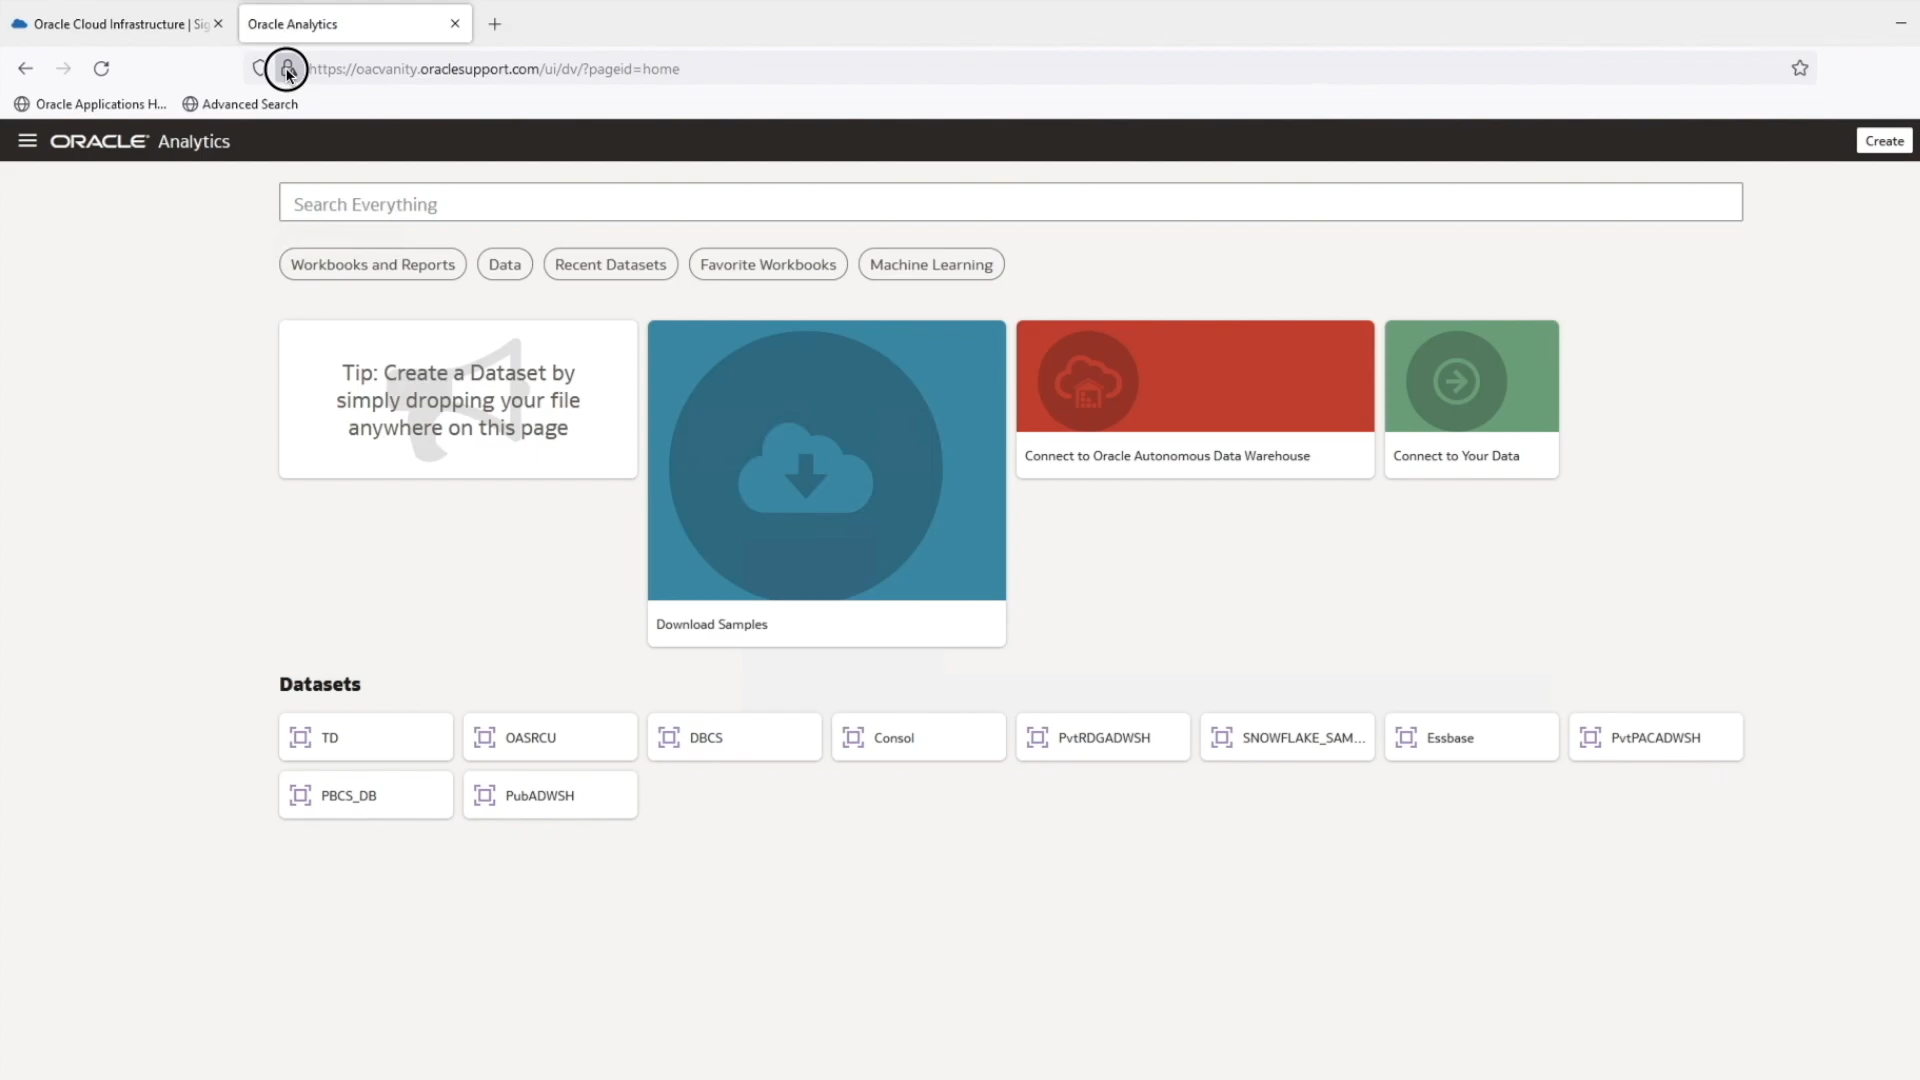 Oracle Cloud Infrastructure | Sig
Oracle Analytics
https://oacvanity.oraclesupport.com/ui/dv/?pageid=home
Oracle Applications H...
Advanced Search
ORACLE Analytics
Create
Search Everything
Workbooks and Reports
Data
Recent Datasets
Favorite Workbooks
Machine Learning
Tip: Create a Dataset by
simply dropping your file
anywhere on this page
Download Samples
Connect to Oracle Autonomous Data Warehouse
Connect to Your Data
Datasets
TD
OASRCU
DBCS
Consol
PvtRDGADWSH
SNOWFLAKE_SAM...
Essbase
PvtPACADWSH
PBCS_DB
PubADWSH